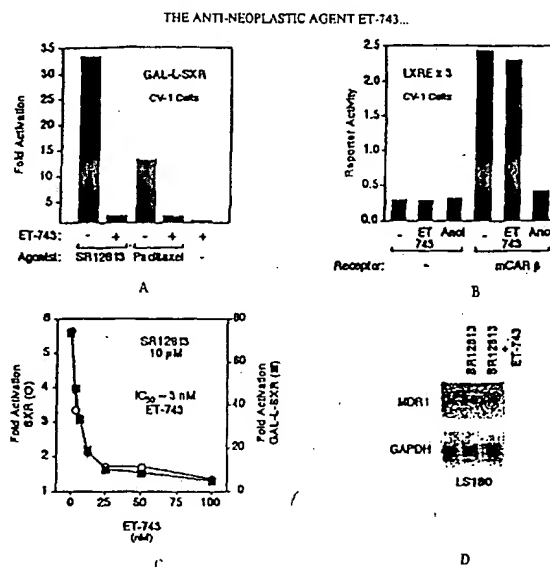 THE ANTI-NEOPLASTIC AGENT ET-743...
Fold Activation
35
30
25
20
15
10
5
GAL-L-SXR
CV-1 Cells
ET-743: - + - + +
Agonist: SR12813 Paclitaxel -
A
Reporter Activity
2.5
2.0
1.5
1.0
0.5
0.0
LXRE x 3
CV-1 Cells
- ET 743 Anol - ET 743 Anol
Receptor: - mCAR β
B
Fold Activation
SXR (O)
6
5
4
3
2
1
SR12813
10 μM
IC50 ~ 3 nM
ET-743
80
60
40
20
0
Fold Activation
GAL-L-SXR (■)
0 25 50 75 100
ET-743
(nM)
C
SR12813
SR12813
+
ET-743
MDR1
GAPDH
LS180
D